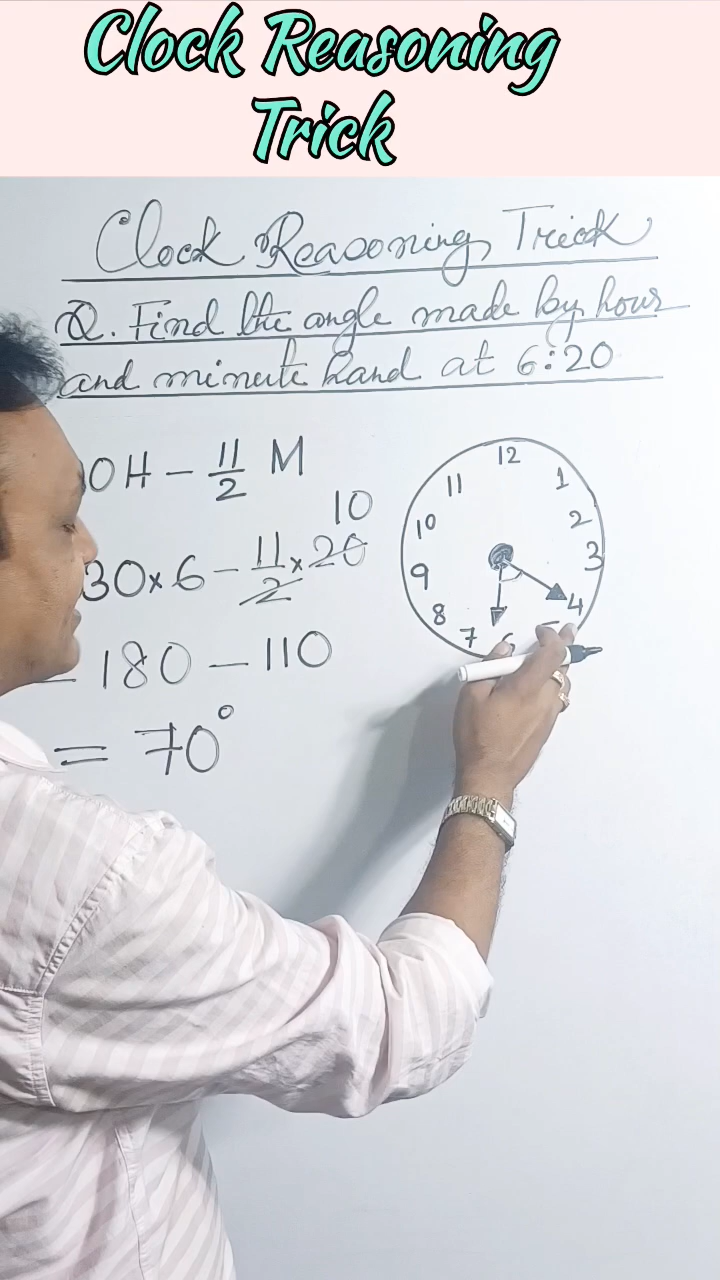 Clock Reasoning
Trick
Clock Reasoning Trick
Q. Find the angle made by hour
and minute hand at 6:20
0H - 11/2 M
10
30×6 - 11/2 × 20
- 180 - 110
= 70°
12
11 1
10 2
9 3
8 4
7 6 5